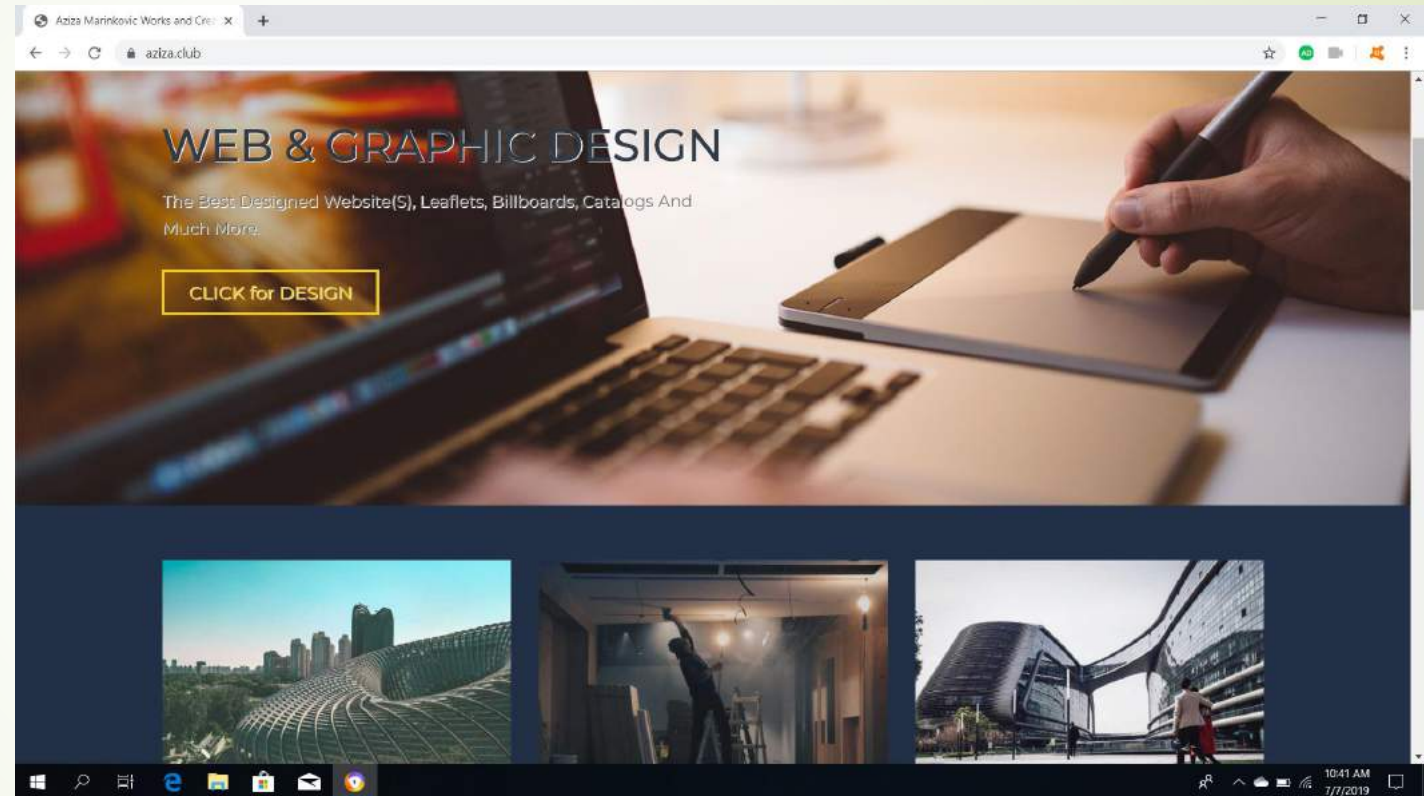 Aziza Marinkovic Works and Cre
aziza.club
WEB & GRAPHIC DESIGN
The Best Designed Website(S), Leaflets, Billboards, Catalogs And
Much More.
CLICK for DESIGN
10:41 AM
7/7/2019